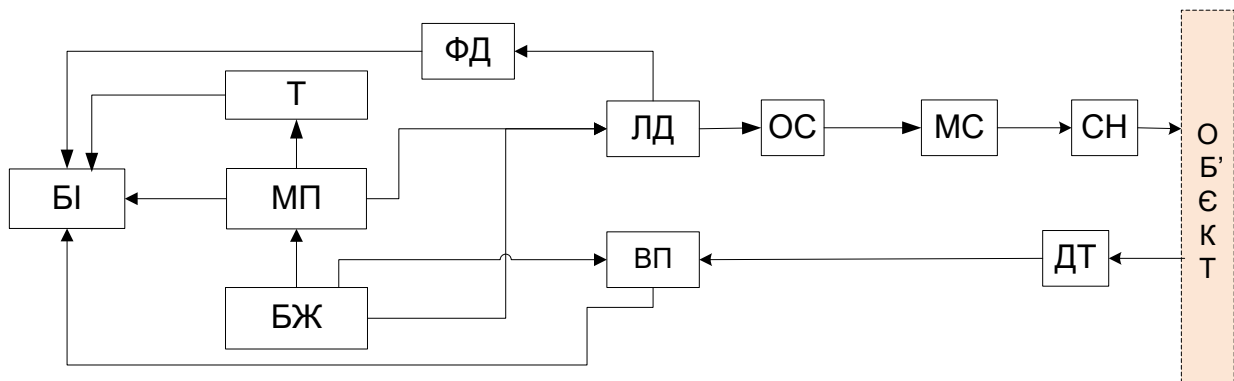 ФД
Т
ЛД
ОС
МС
СН
БІ
МП
ВП
ДТ
БЖ
О
Б’
Є
К
Т